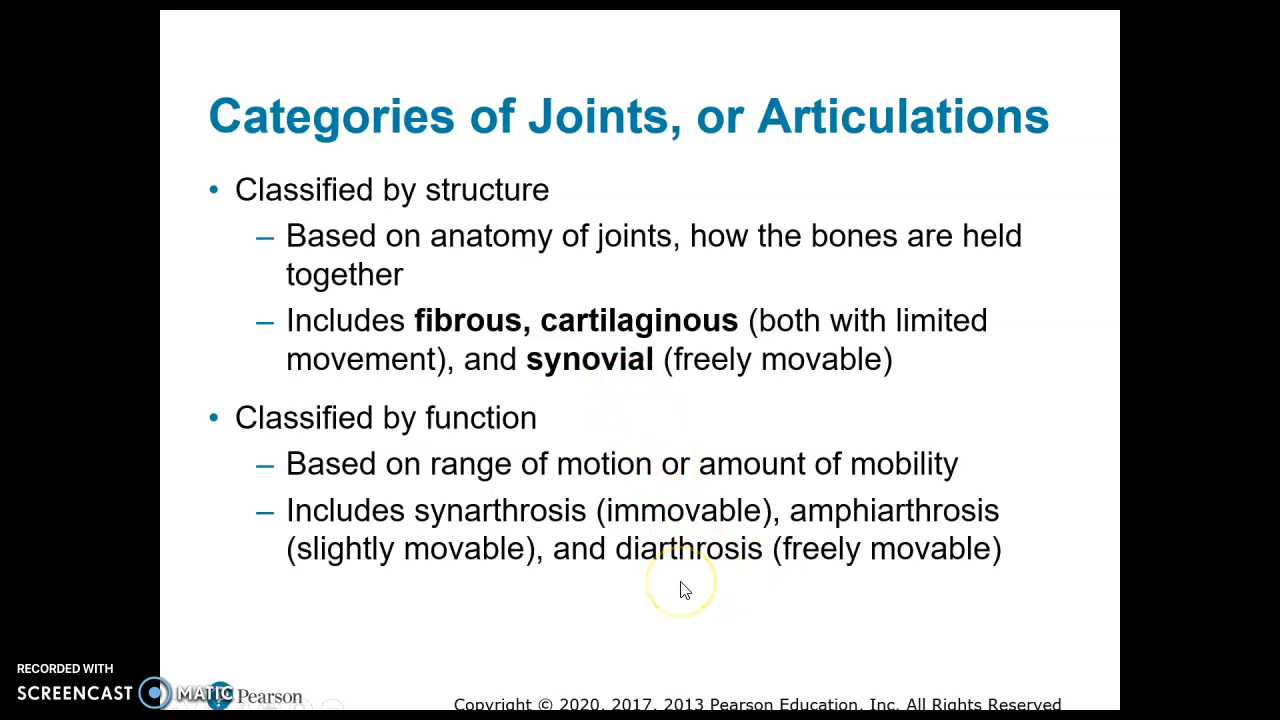 Categories of Joints, or Articulations
• Classified by structure
– Based on anatomy of joints, how the bones are held
together
– Includes fibrous, cartilaginous (both with limited
movement), and synovial (freely movable)
• Classified by function
– Based on range of motion or amount of mobility
– Includes synarthrosis (immovable), amphiarthrosis
(slightly movable), and diarthrosis (freely movable)
RECORDED WITH
SCREENCAST MATIC
Pearson
Copyright © 2020, 2017, 2013 Pearson Education, Inc. All Rights Reserved